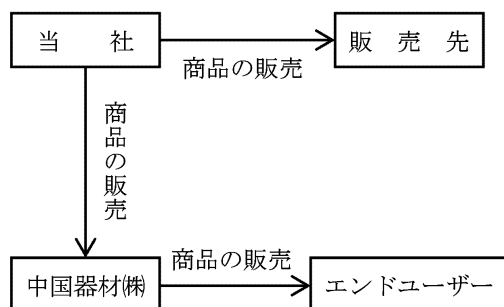 当　　社
販　売　先
商品の販売
商品の販売
商品の販売
中国器材㈱
エンドユーザー